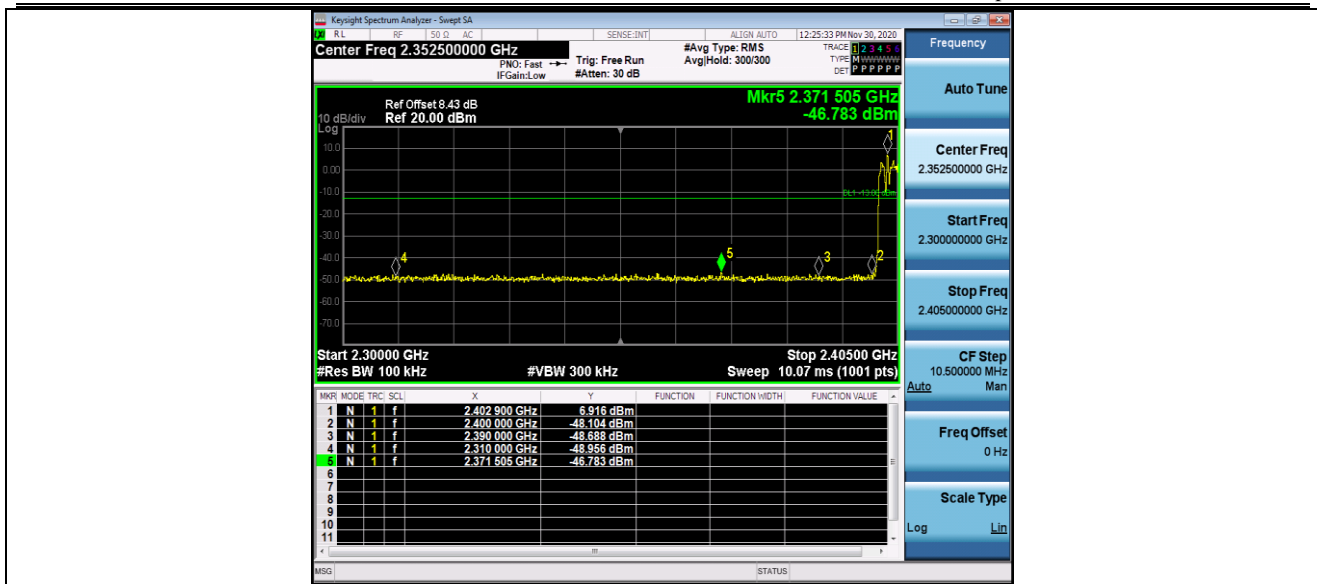 Keysight Spectrum Analyzer - Swept SA
RL RF 50 Ω AC SENSE:INT ALIGN AUTO 12:25:33 PM Nov 30, 2020
Center Freq 2.352500000 GHz
PNO: Fast
IFGain:Low
Trig: Free Run
#Atten: 30 dB
#Avg Type: RMS
Avg|Hold: 300/300
TRACE 1 2 3 4 5 6
TYPE M WWWWW
DET P P P P P P
Mkr5 2.371 505 GHz
-46.783 dBm
Ref Offset 8.43 dB
10 dB/div Ref 20.00 dBm
Log
10.0
0.00
-10.0
-20.0
-30.0
-40.0
-50.0
-60.0
-70.0
DL1 -13.00 dBm
1
4
5
3
2
Start 2.30000 GHz Stop 2.40500 GHz
#Res BW 100 kHz #VBW 300 kHz Sweep 10.07 ms (1001 pts)
MKR MODE TRC SCL X Y FUNCTION FUNCTION WIDTH FUNCTION VALUE
1 N 1 f 2.402 900 GHz 6.916 dBm
2 N 1 f 2.400 000 GHz -48.104 dBm
3 N 1 f 2.390 000 GHz -48.688 dBm
4 N 1 f 2.310 000 GHz -48.956 dBm
5 N 1 f 2.371 505 GHz -46.783 dBm
6
7
8
9
10
11
MSG STATUS
Frequency
Auto Tune
Center Freq
2.352500000 GHz
Start Freq
2.300000000 GHz
Stop Freq
2.405000000 GHz
CF Step
10.500000 MHz
Auto Man
Freq Offset
0 Hz
Scale Type
Log Lin